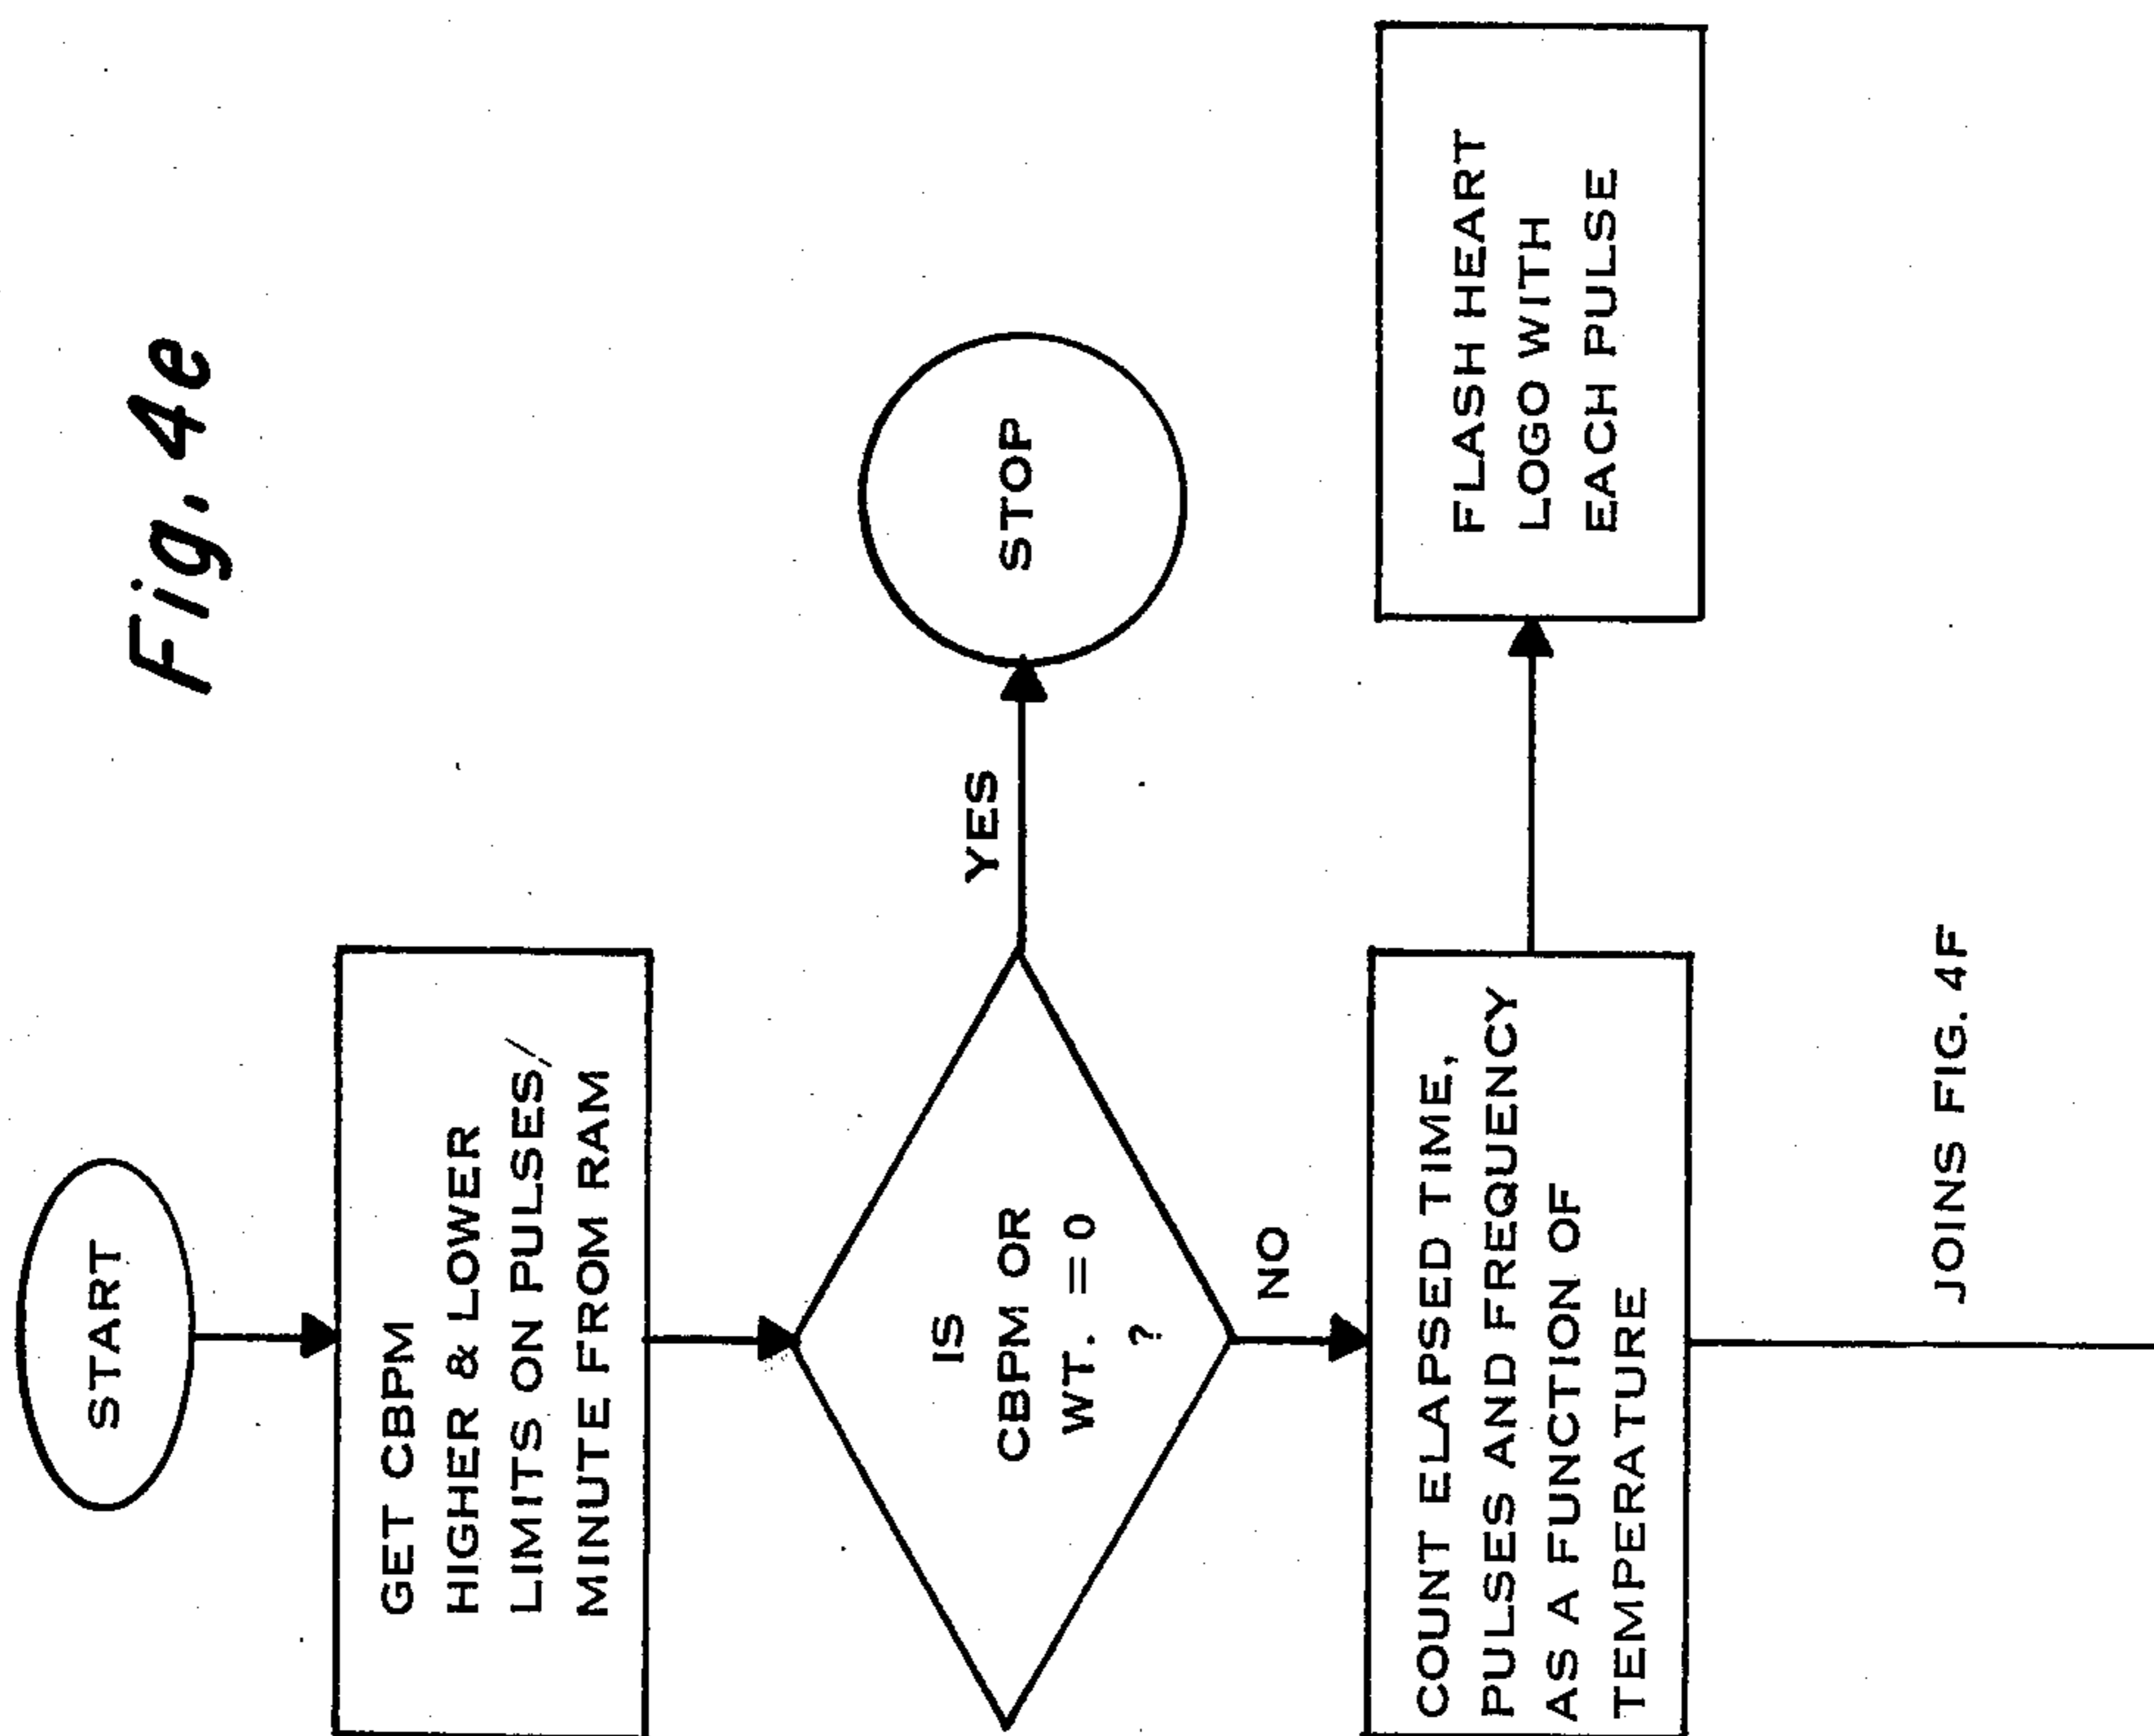 Fig. 4e
START
GET CBPM
HIGHER & LOWER
LIMITS ON PULSES/
MINUTE FROM RAM
IS
CBPM OR
WT. = 0
?
YES
STOP
NO
COUNT ELAPSED TIME,
PULSES AND FREQUENCY
AS A FUNCTION OF
TEMPERATURE
FLASH HEART
LOGO WITH
EACH PULSE
JOINS FIG. 4F